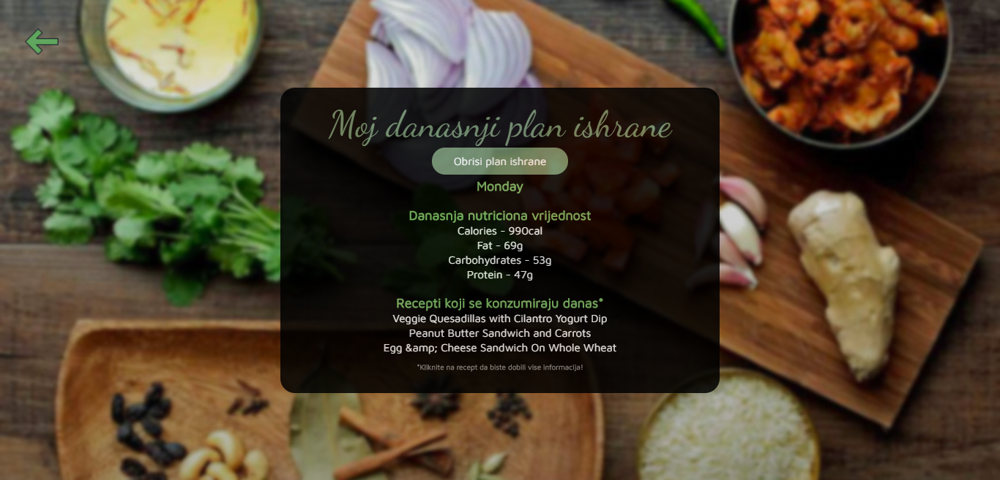 Moj danasnji plan ishrane
Obrisi plan ishrane
Monday
Danasnja nutriciona vrijednost
Calories - 990cal
Fat - 69g
Carbohydrates - 53g
Protein - 47g
Recepti koji se konzumiraju danas*
Veggie Quesadillas with Cilantro Yogurt Dip
Peanut Butter Sandwich and Carrots
Egg &amp; Cheese Sandwich On Whole Wheat
*Kliknite na recept da biste dobili vise informacija!